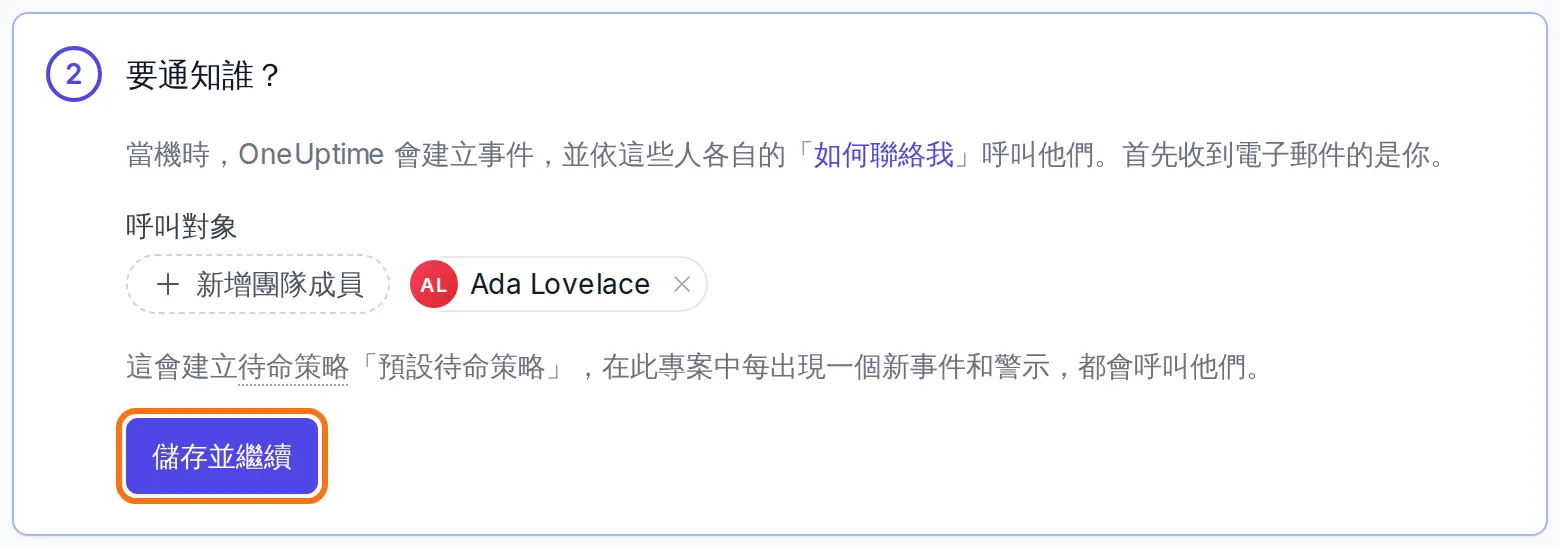 2
要通知誰？
當機時，OneUptime 會建立事件，並依這些人各自的「如何聯絡我」呼叫他們。首先收到電子郵件的是你。
呼叫對象
新增團隊成員 AL Ada Lovelace
這會建立待命策略「預設待命策略」，在此專案中每出現一個新事件和警示，都會呼叫他們。
儲存並繼續